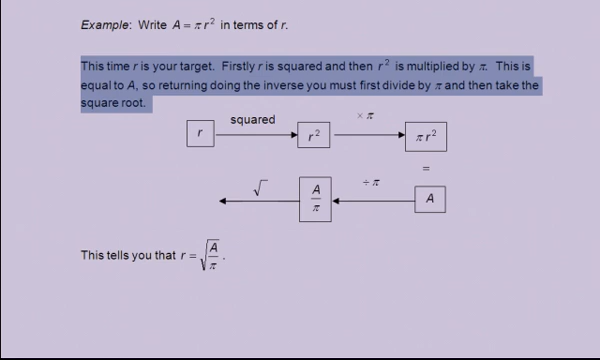 Example: Write A = πr² in terms of r.
This time r is your target. Firstly r is squared and then r² is multiplied by π. This is
equal to A, so returning doing the inverse you must first divide by π and then take the
square root.
squared × π
r r² πr²
=
√ A/π ÷ π A
This tells you that r = √(A/π) .